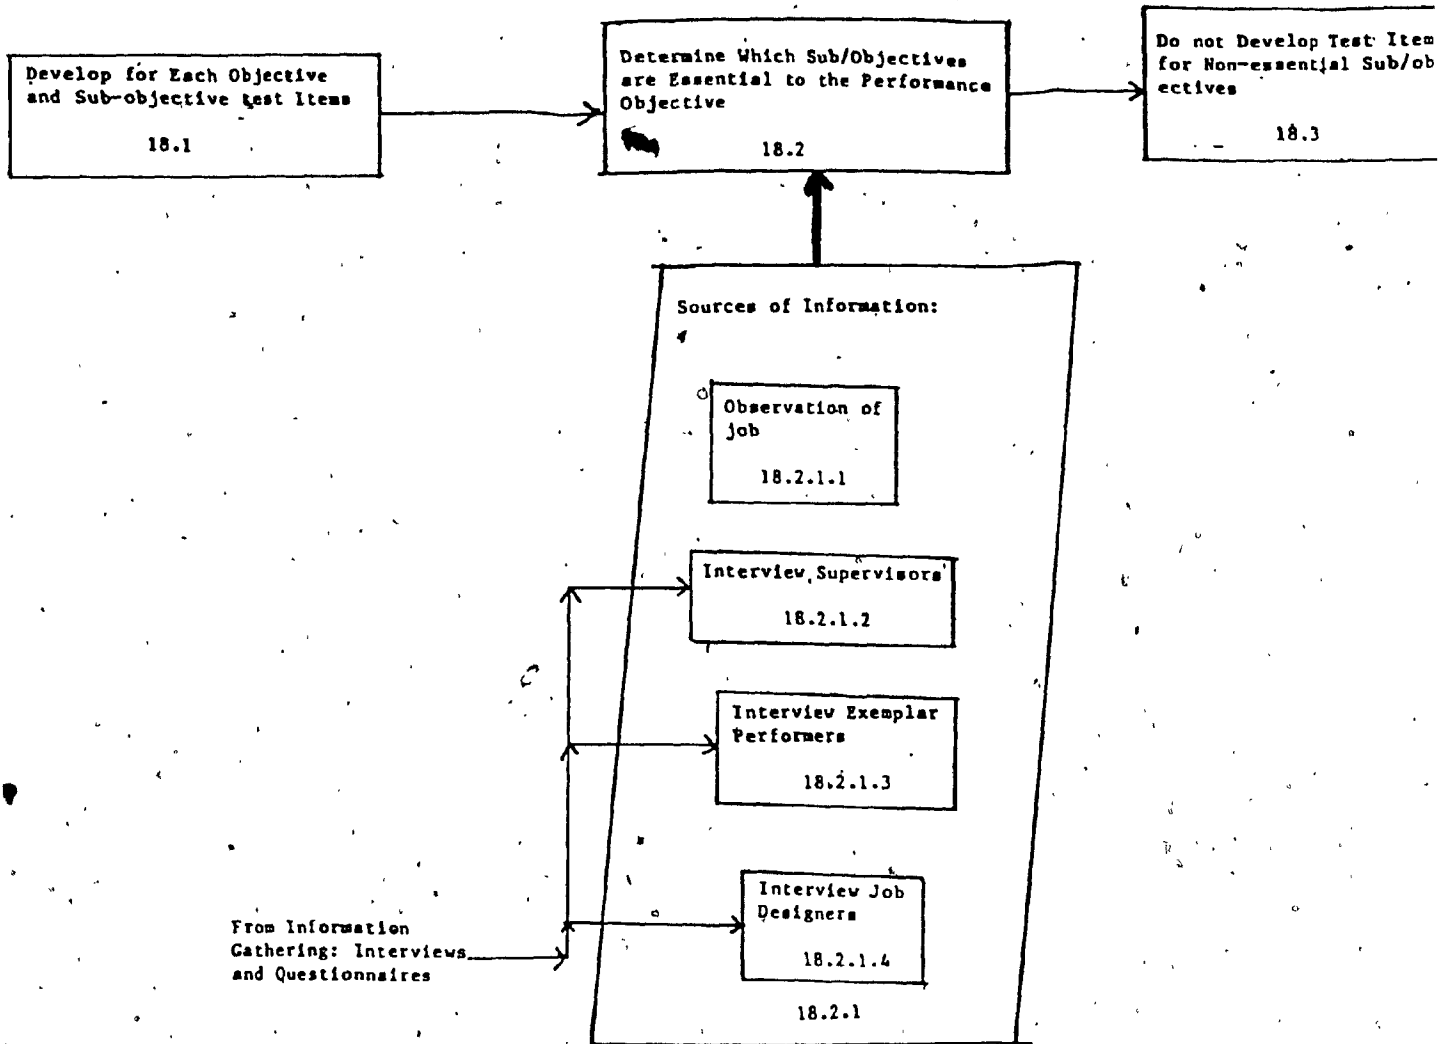 Develop for Each Objective
and Sub-objective test Items
18.1
Determine Which Sub/Objectives
are Essential to the Performance
Objective
18.2
Do not Develop Test Item
for Non-essential Sub/ob
ectives
18.3
Sources of Information:
Observation of
job
18.2.1.1
Interview Supervisors
18.2.1.2
Interview Exemplar
Performers
18.2.1.3
Interview Job
Designers
18.2.1.4
18.2.1
From Information
Gathering: Interviews
and Questionnaires